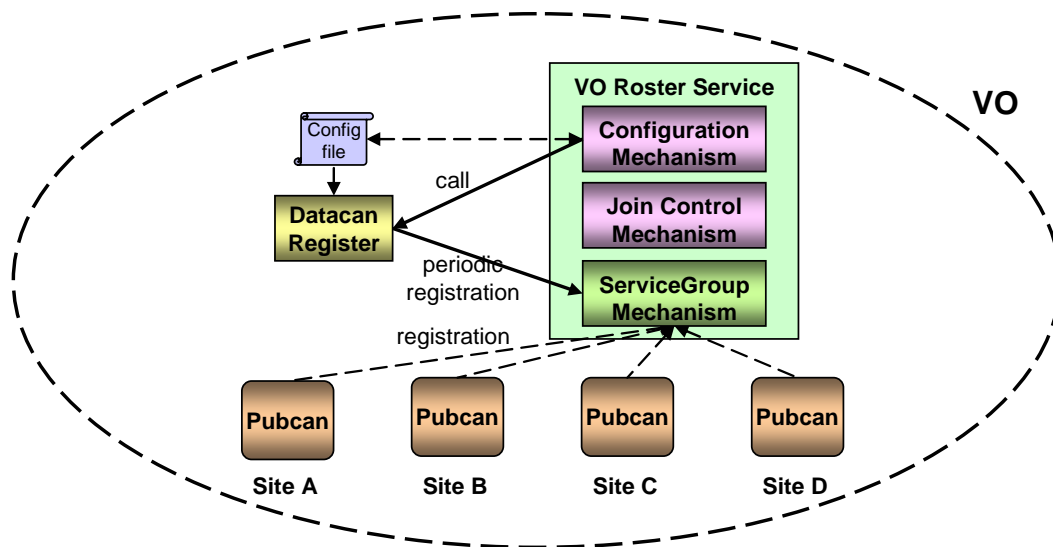 VO Roster Service
VO
Config
file
Configuration
Mechanism
call
Join Control
Mechanism
Datacan
Register
periodic
registration
ServiceGroup
Mechanism
registration
Pubcan
Pubcan
Pubcan
Pubcan
Site A
Site B
Site C
Site D